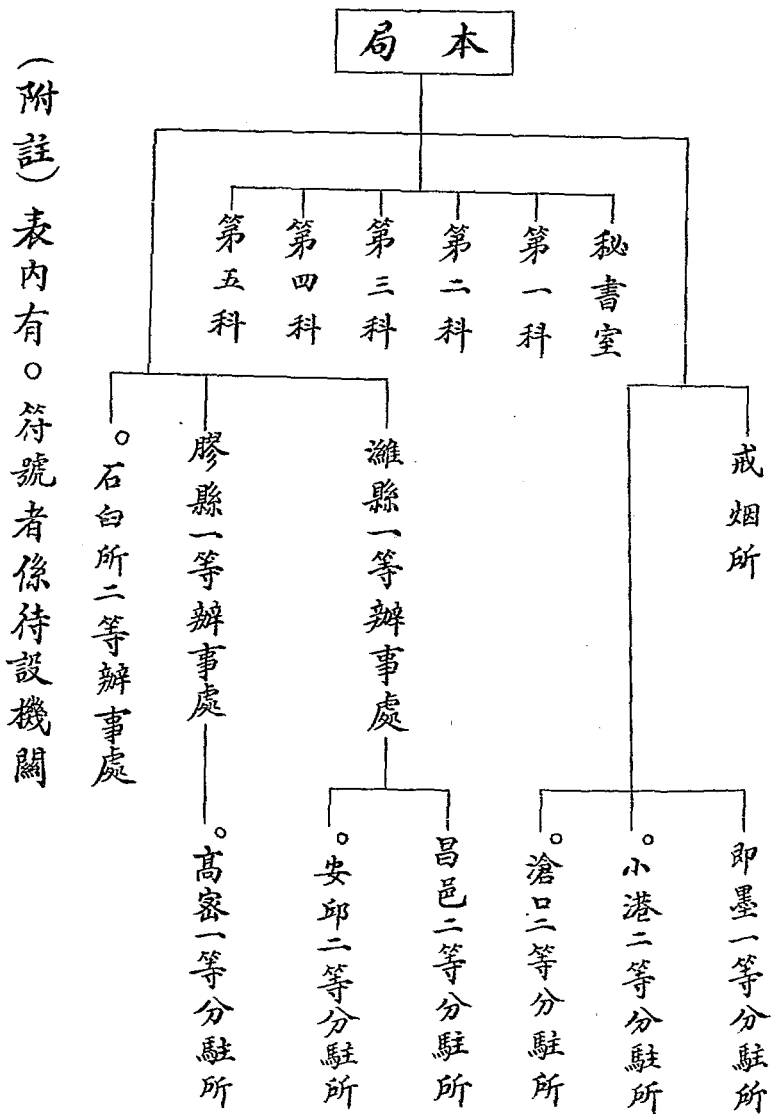 本局
秘書室
第一科
第二科
第三科
第四科
第五科
戒烟所
濰縣一等辦事處
膠縣一等辦事處
○石臼所二等辦事處
即墨一等分駐所
○小港二等分駐所
○滄口二等分駐所
昌邑二等分駐所
○安邱二等分駐所
○高密一等分駐所
(附註)表內有○符號者係待設機關